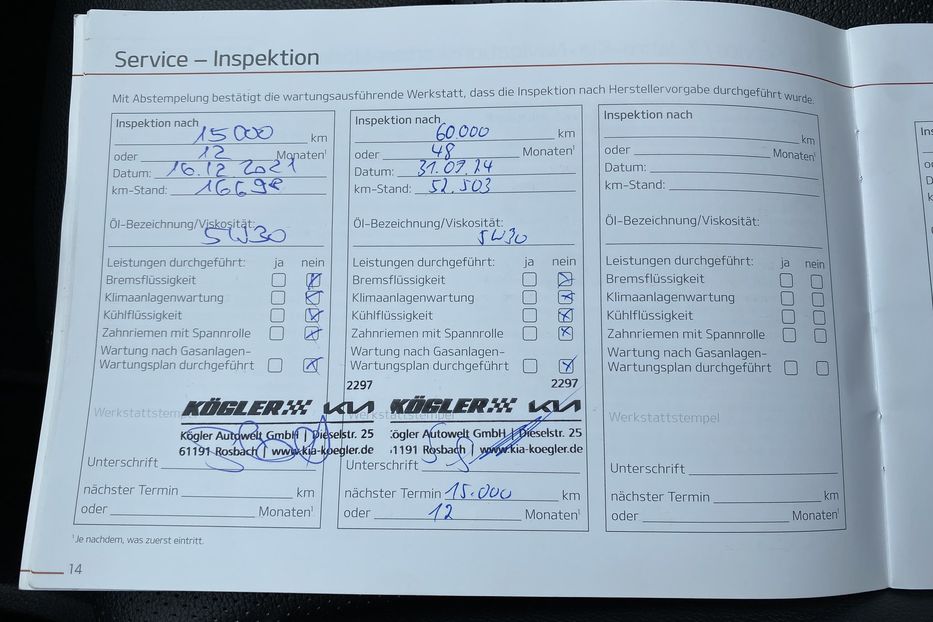 Service – Inspektion
Mit Abstempelung bestätigt die wartungsausführende Werkstatt, dass die Inspektion nach Herstellervorgabe durchgeführt wurde.
Inspektion nach
15000 km
oder 12 Monaten¹
Datum: 16.12.2021
km-Stand: 16698
Öl-Bezeichnung/Viskosität:
5W30
Leistungen durchgeführt: ja nein
Bremsflüssigkeit
Klimaanlagenwartung
Kühlflüssigkeit
Zahnriemen mit Spannrolle
Wartung nach Gasanlagen-
Wartungsplan durchgeführt
Werkstattstem
KÖGLER KIA
Kögler Autowelt GmbH | Dieselstr. 25
61191 Rosbach | www.kia-koegler.de
Unterschrift
nächster Termin km
oder Monaten¹
Inspektion nach
60.000 km
oder 48 Monaten¹
Datum: 31.07.24
km-Stand: 52.503
Öl-Bezeichnung/Viskosität:
5W30
Leistungen durchgeführt: ja nein
Bremsflüssigkeit
Klimaanlagenwartung
Kühlflüssigkeit
Zahnriemen mit Spannrolle
Wartung nach Gasanlagen-
Wartungsplan durchgeführt
2297 2297
KÖGLER KIA
ögler Autowelt GmbH | Dieselstr. 25
61191 Rosbach | www.kia-koegler.de
Unterschrift
nächster Termin 15.000 km
oder 12 Monaten¹
Inspektion nach
km
oder Monaten¹
Datum:
km-Stand:
Öl-Bezeichnung/Viskosität:
Leistungen durchgeführt: ja nein
Bremsflüssigkeit
Klimaanlagenwartung
Kühlflüssigkeit
Zahnriemen mit Spannrolle
Wartung nach Gasanlagen-
Wartungsplan durchgeführt
Werkstattstempel
Unterschrift
nächster Termin km
oder Monaten¹
¹Je nachdem, was zuerst eintritt.
14